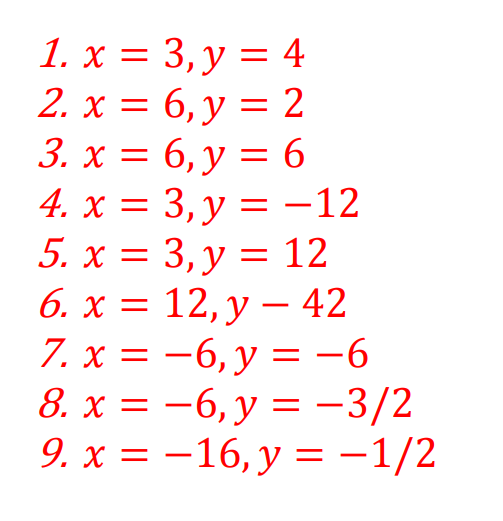 1. x = 3, y = 4
2. x = 6, y = 2
3. x = 6, y = 6
4. x = 3, y = −12
5. x = 3, y = 12
6. x = 12, y − 42
7. x = −6, y = −6
8. x = −6, y = −3/2
9. x = −16, y = −1/2